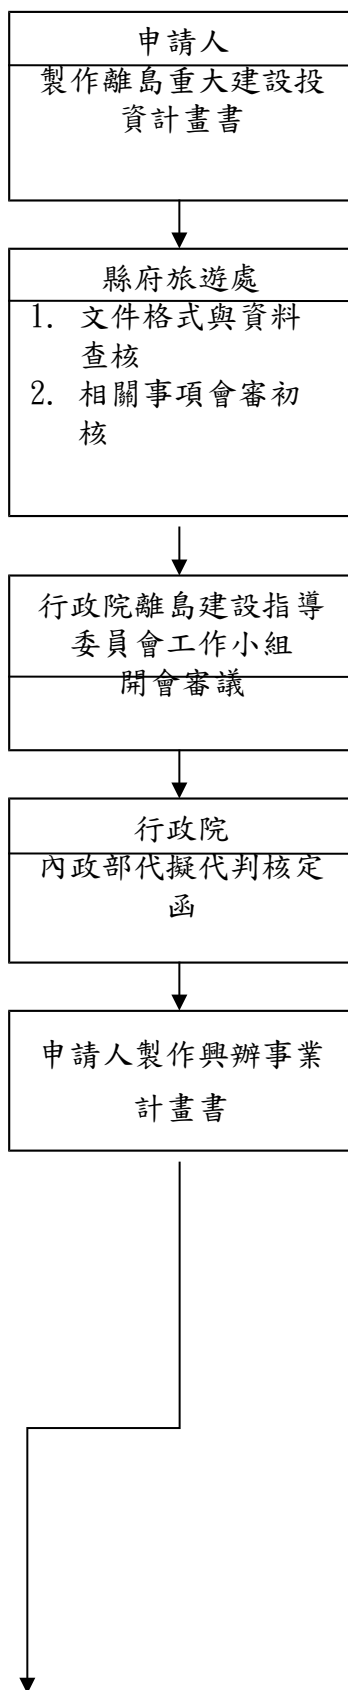 申請人
製作離島重大建設投
資計畫書
縣府旅遊處
1. 文件格式與資料
查核
2. 相關事項會審初
核
行政院離島建設指導
委員會工作小組
開會審議
行政院
內政部代擬代判核定
函
申請人製作興辦事業
計畫書